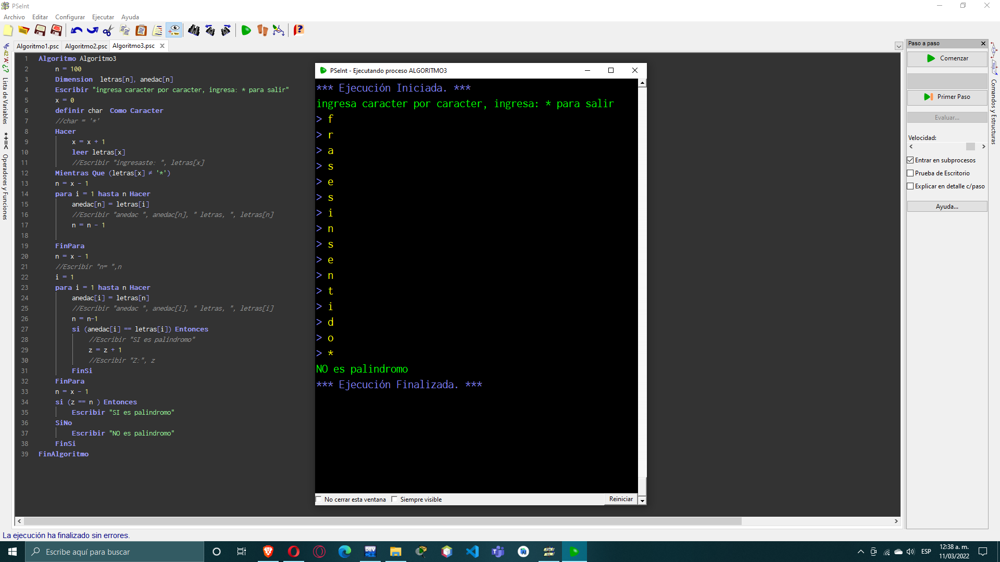 PSeInt
Archivo Editar Configurar Ejecutar Ayuda
Algoritmo1.psc Algoritmo2.psc Algoritmo3.psc
Lista de Variables
Operadores y Funciones
1 Algoritmo Algoritmo3
2 n = 100
3 Dimension letras[n], anedac[n]
4 Escribir "ingresa caracter por caracter, ingresa: * para salir"
5 x = 0
6 definir char Como Caracter
7 //char = '*'
8 Hacer
9 x = x + 1
10 leer letras[x]
11 //Escribir "ingresaste: ", letras[x]
12 Mientras Que (letras[x] ≠ '*')
13 n = x - 1
14 para i = 1 hasta n Hacer
15 anedac[n] = letras[i]
16 //Escribir "anedac ", anedac[n], " letras, ", letras[n]
17 n = n - 1
18
19 FinPara
20 n = x - 1
21 //Escribir "n= ",n
22 i = 1
23 para i = 1 hasta n Hacer
24 anedac[i] = letras[n]
25 //Escribir "anedac ", anedac[i], " letras, ", letras[i]
26 n = n-1
27 si (anedac[i] == letras[i]) Entonces
28 //Escribir "SI es palindromo"
29 z = z + 1
30 //Escribir "Z:", z
31 FinSi
32 FinPara
33 n = x - 1
34 si (z == n ) Entonces
35 Escribir "SI es palindromo"
36 SiNo
37 Escribir "NO es palindromo"
38 FinSi
39 FinAlgoritmo
PSeInt - Ejecutando proceso ALGORITMO3
*** Ejecución Iniciada. ***
ingresa caracter por caracter, ingresa: * para salir
> f
> r
> a
> s
> e
> s
> i
> n
> s
> e
> n
> t
> i
> d
> o
> *
NO es palindromo
*** Ejecución Finalizada. ***
No cerrar esta ventana Siempre visible Reiniciar
Paso a paso
Comenzar
Primer Paso
Evaluar...
Velocidad:
Entrar en subprocesos
Prueba de Escritorio
Explicar en detalle c/paso
Ayuda...
Comandos y Estructuras
La ejecución ha finalizado sin errores.
Escribe aquí para buscar
DEV
ESP
12:38 a. m.
11/03/2022